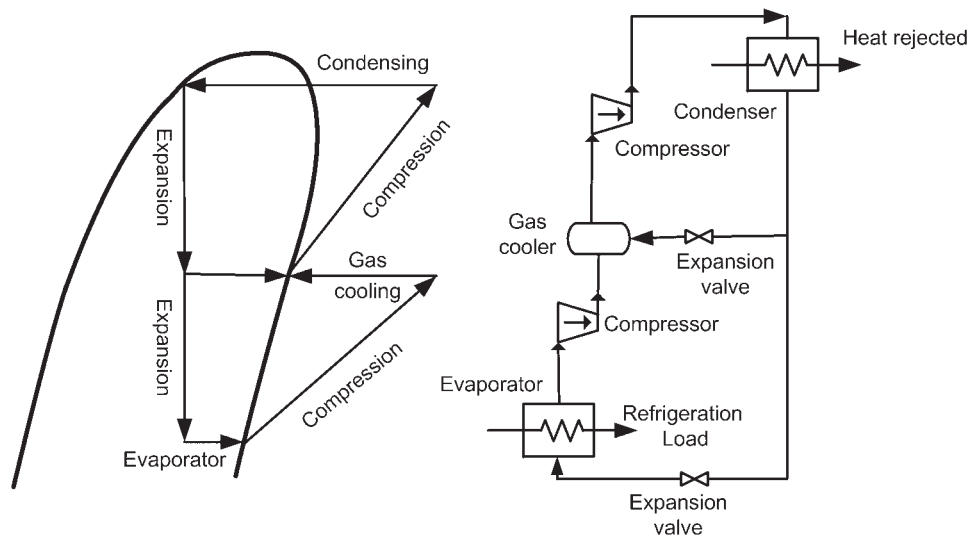 Condensing
Expansion
Compression
Gas
cooling
Expansion
Compression
Evaporator
Heat rejected
Condenser
Compressor
Gas
cooler
Expansion
valve
Compressor
Evaporator
Refrigeration
Load
Expansion
valve